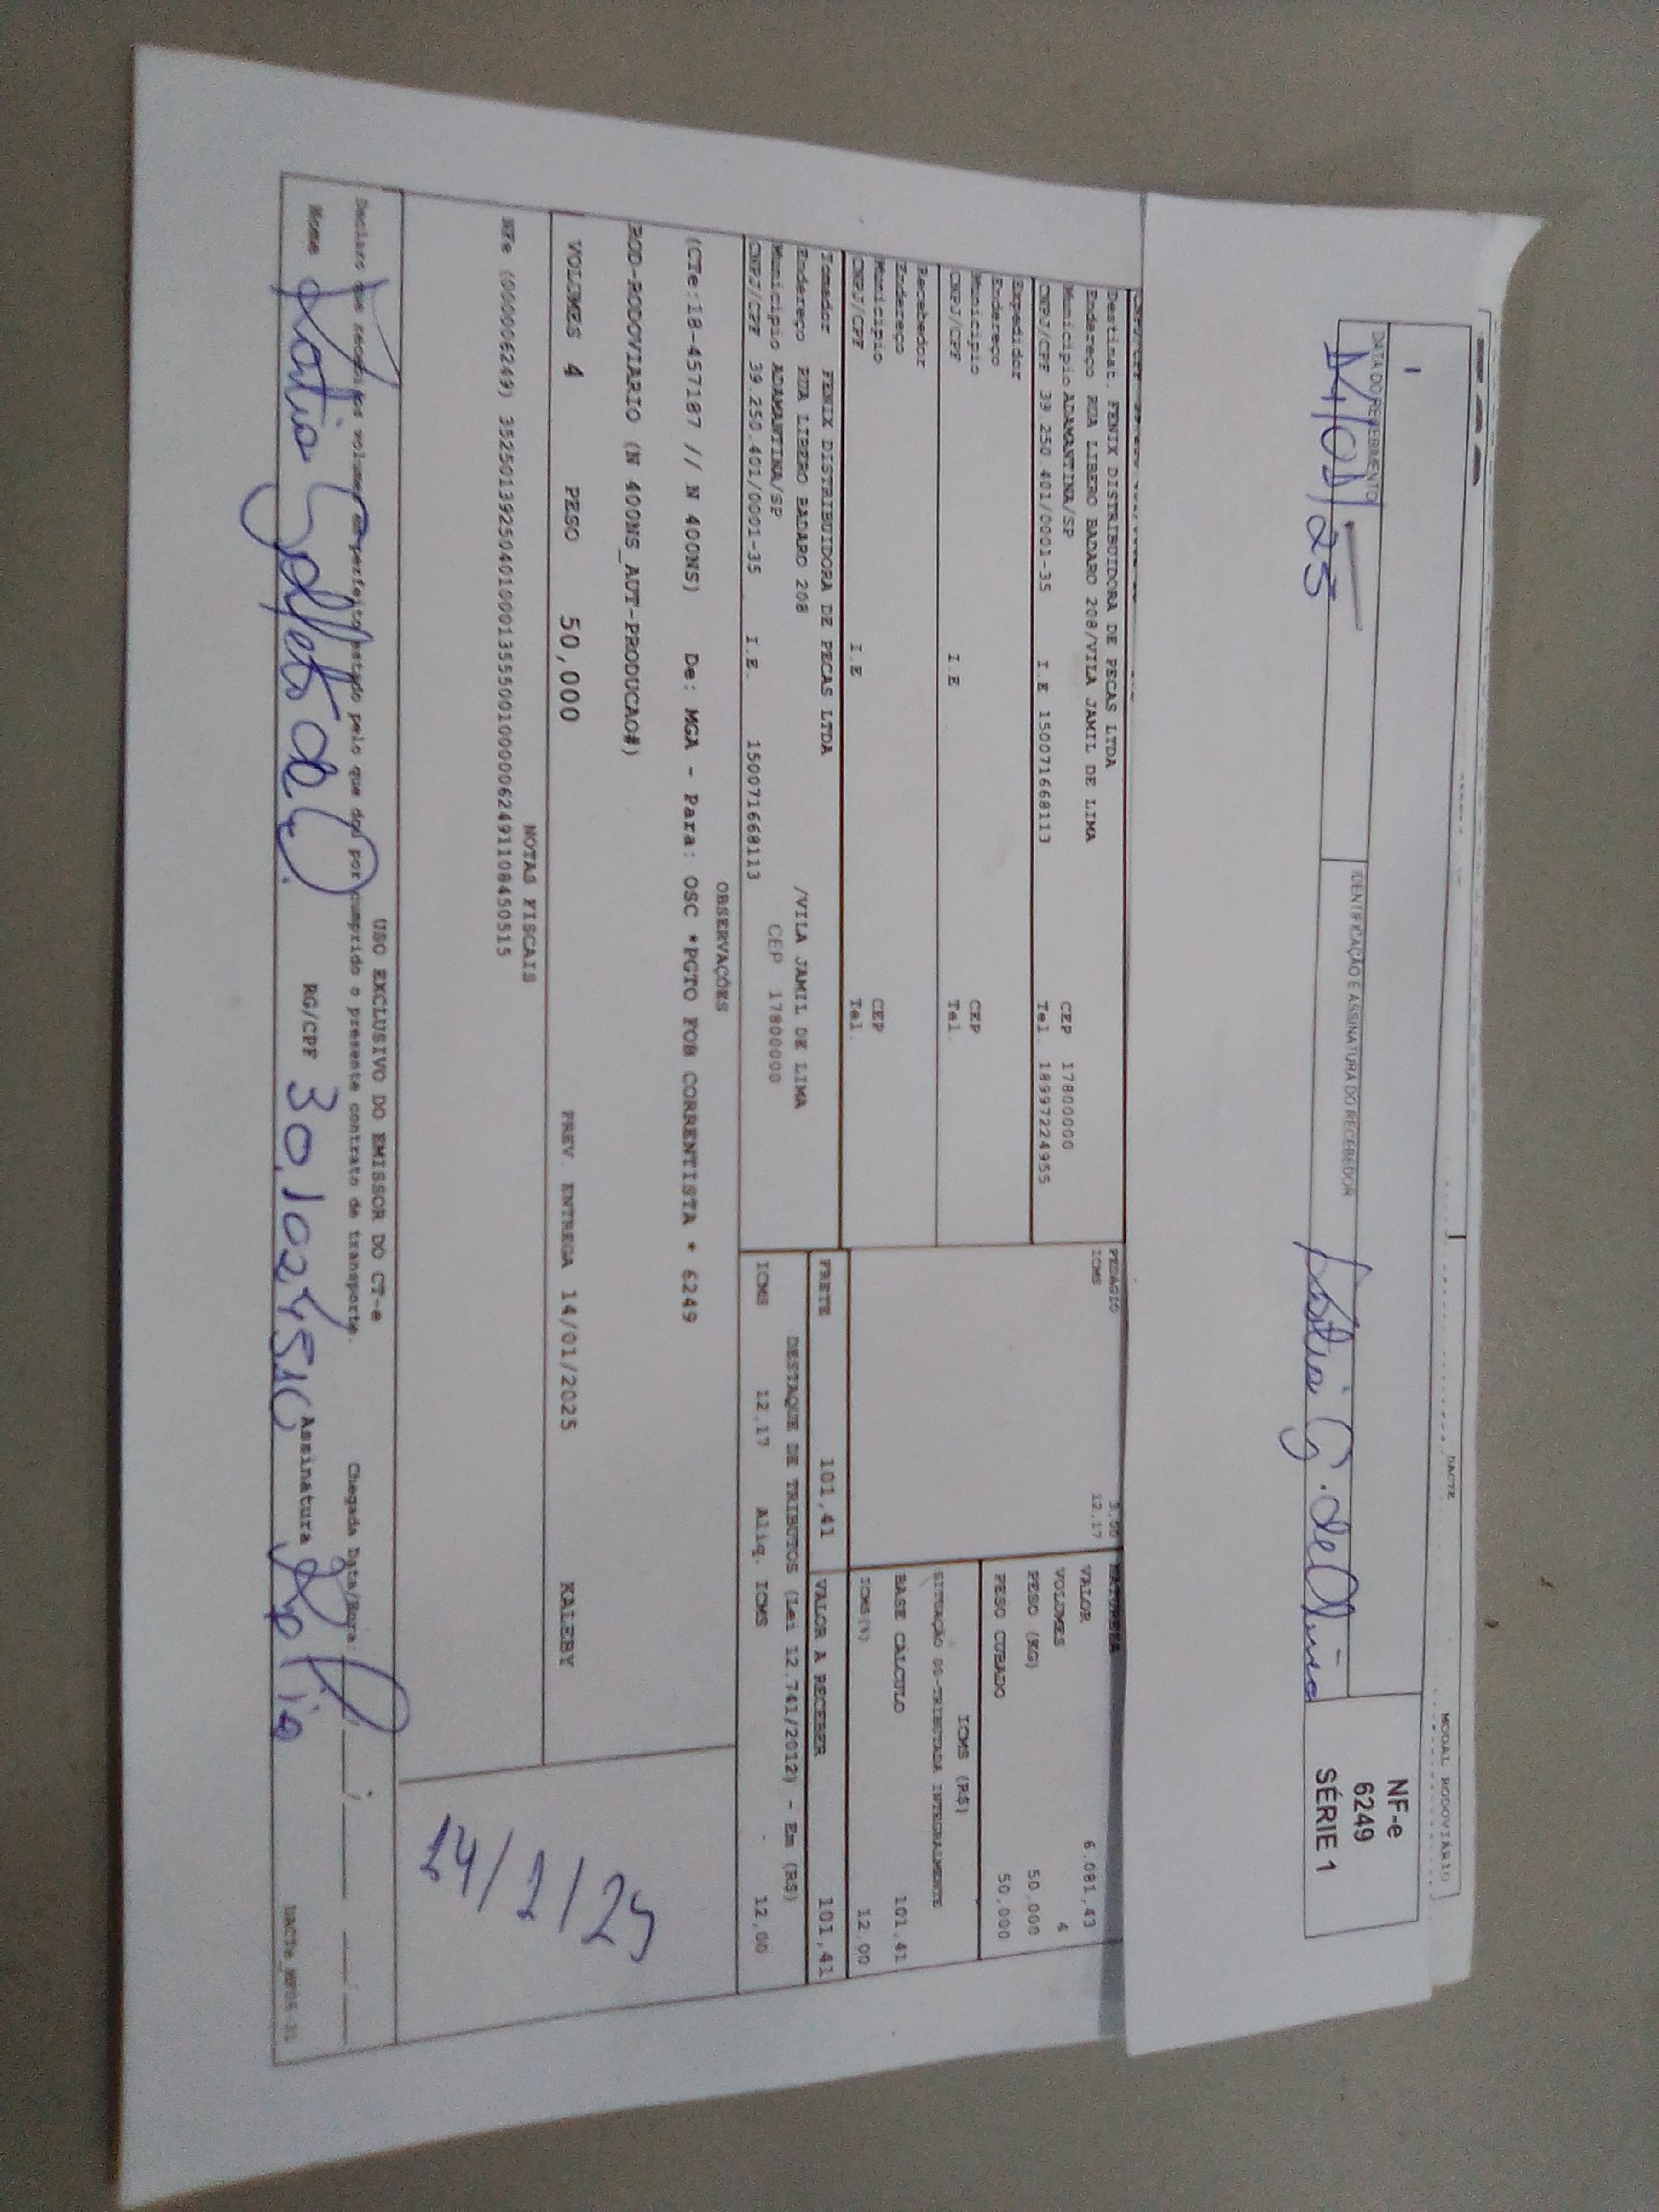 DACTE
MODAL RODOVIÁRIO
DATA DO RECEBIMENTO
IDENTIFICAÇÃO E ASSINATURA DO RECEBEDOR
14/01/25
NF-e
6249
SÉRIE 1
PEDAGIO
ICMS 12,17
Destinat. FENIX DISTRIBUIDORA DE PECAS LTDA
Endereço RUA LIBERO BADARO 208/VILA JAMIL DE LIMA
Município ADAMANTINA/SP CEP 17800000
CNPJ/CPF 39.250.401/0001-35 I.E 150071668113 Tel. 18997224955
Expedidor
Endereço
Município CEP
CNPJ/CPF I.E Tel.
Recebedor
Endereço
Município CEP
CNPJ/CPF I.E Tel.
VALOR 6.081,43
VOLUMES 4
PESO (KG) 50,000
PESO CUBADO 50,000
ICMS (R$)
SITUAÇÃO 00-TRIBUTADA INTEGRALMENTE
BASE CALCULO 101,41
ICMS(%) 12,00
Tomador FENIX DISTRIBUIDORA DE PECAS LTDA
Endereço RUA LIBERO BADARO 208 /VILA JAMIL DE LIMA
Município ADAMANTINA/SP CEP 17800000
CNPJ/CPF 39.250.401/0001-35 I.E. 150071668113
FRETE 101,41 VALOR A RECEBER 101,41
DESTAQUE DE TRIBUTOS (Lei 12.741/2012) - Em (R$)
ICMS 12,17 Aliq. ICMS 12,00
OBSERVAÇÕES
(CTe:18-457187 // N 400NS) De: MGA - Para: OSC *PGTO FOB CORRENTISTA * 6249
ROD-RODOVIARIO (N 400NS_AUT-PRODUCAO#)
VOLUMES 4 PESO 50,000 PREV. ENTREGA 14/01/2025 KALEBY
14/1/25
NOTAS FISCAIS
NFe (000006249) 35250139250401000135550010000062491108450515
USO EXCLUSIVO DO EMISSOR DO CT-e
Declaro que recebi os volumes em perfeito estado pelo que dou por cumprido o presente contrato de transporte. Chegada Data/Hora
Nome RG/CPF Assinatura